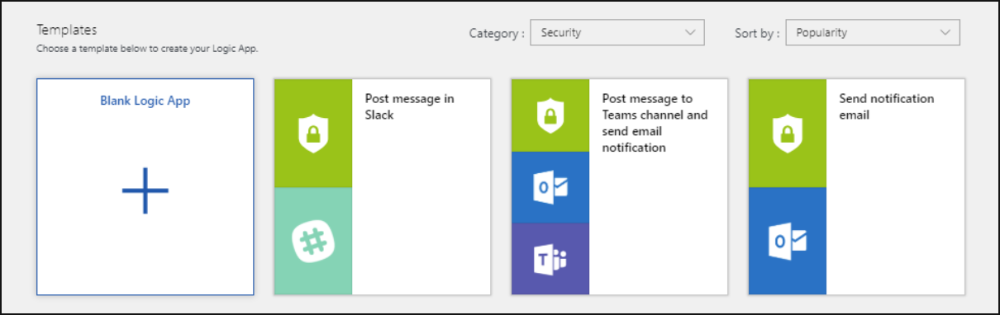 Templates
Choose a template below to create your Logic App.
Category :
Security
Sort by :
Popularity
Blank Logic App
Post message in
Slack
Post message to
Teams channel and
send email
notification
Send notification
email
O
T
O